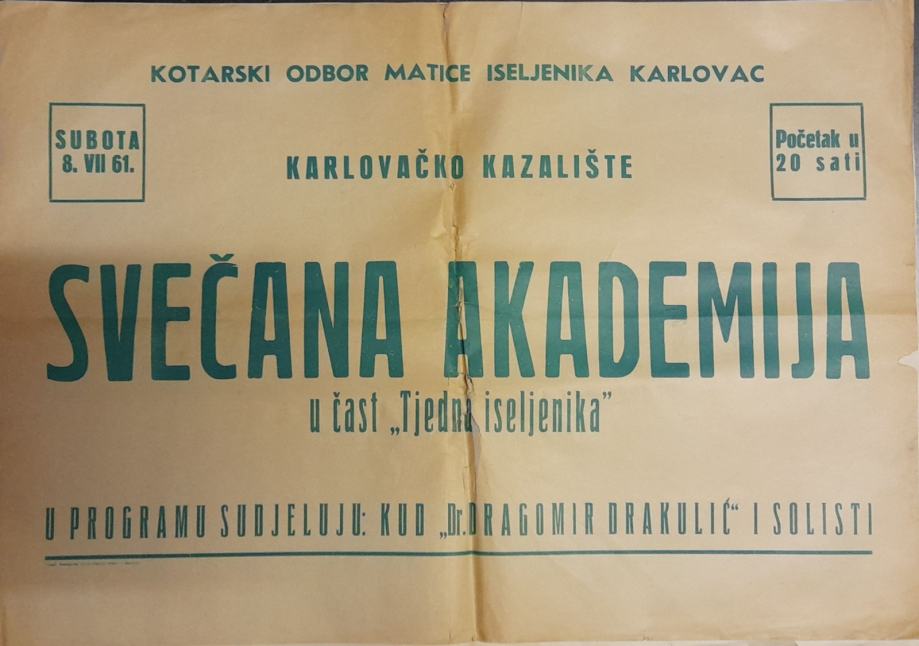 KOTARSKI ODBOR MATICE ISELJENIKA KARLOVAC
SUBOTA
8. VII 61.
Početak u
20 sati
KARLOVAČKO KAZALIŠTE
SVEČANA AKADEMIJA
u čast „Tjedna iseljenika”
U PROGRAMU SUDJELUJU: KUD „Dr. DRAGOMIR DRAKULIĆ“ I SOLISTI